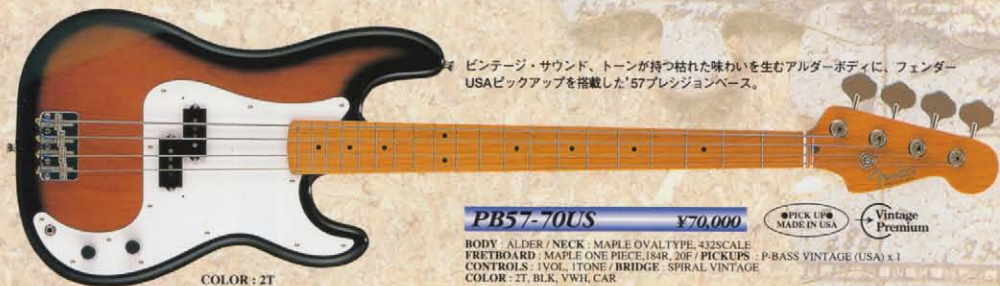 ビンテージ・サウンド、トーンが持つ枯れた味わいを生むアルダーボディに、フェンダー
USAピックアップを搭載した'57プレシジョンベース。
PB57-70US ¥70,000
●PICK UP●
MADE IN USA
Vintage
Premium
BODY : ALDER / NECK : MAPLE OVALTYPE, 432SCALE
FRETBOARD : MAPLE ONE PIECE,184R, 20F / PICKUPS : P-BASS VINTAGE (USA) x 1
CONTROLS : 1VOL, 1TONE / BRIDGE : SPIRAL VINTAGE
COLOR : 2T, BLK, VWH, CAR
COLOR : 2T